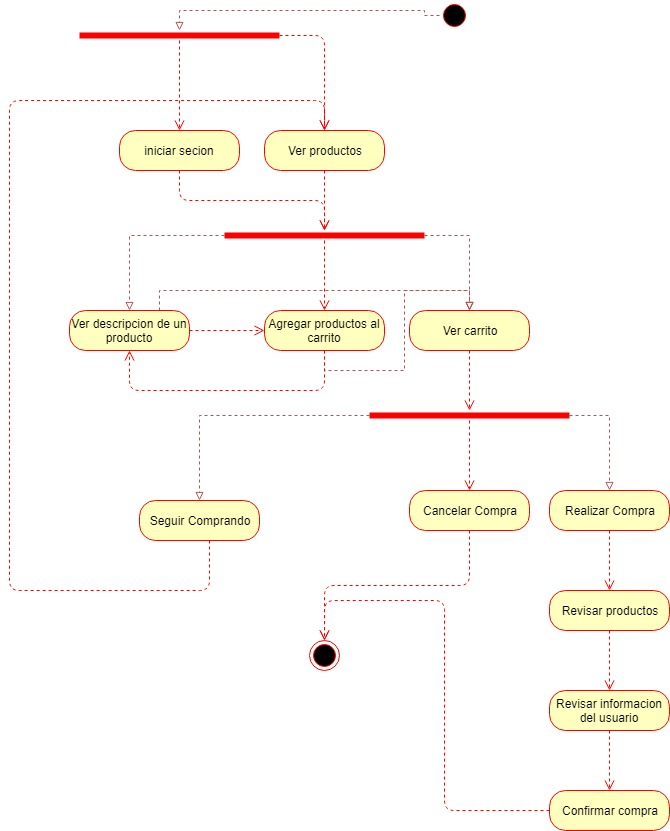 iniciar secion
Ver productos
Ver descripcion de un
producto
Agregar productos al
carrito
Ver carrito
Seguir Comprando
Cancelar Compra
Realizar Compra
Revisar productos
Revisar informacion
del usuario
Confirmar compra